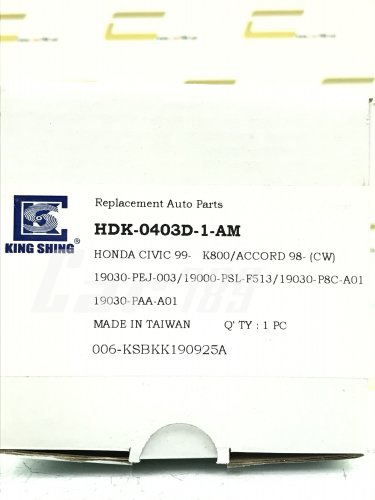 Replacement Auto Parts
HDK-0403D-1-AM
KING SHING ®
HONDA CIVIC 99- K800/ACCORD 98- (CW)
19030-PEJ-003/19000-PSL-F513/19030-P8C-A01
19030-PAA-A01
MADE IN TAIWAN Q' TY : 1 PC
006-KSBKK190925A